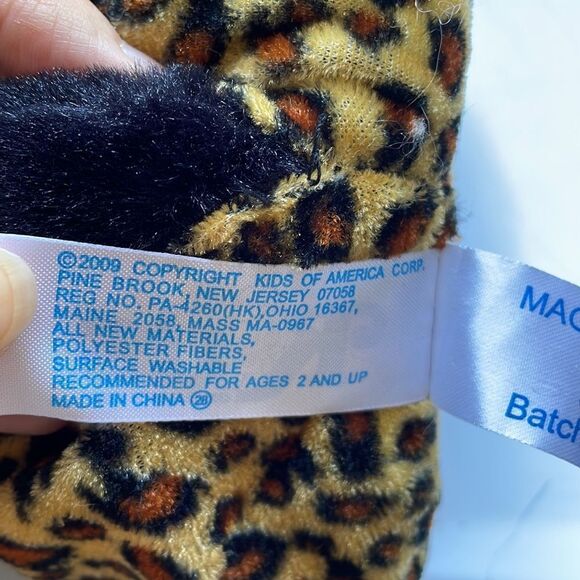 ©2009 COPYRIGHT KIDS OF AMERICA CORP.
PINE BROOK, NEW JERSEY 07058
REG NO. PA-4260(HK),OHIO 16367,
MAINE 2058, MASS MA-0967
ALL NEW MATERIALS,
POLYESTER FIBERS,
SURFACE WASHABLE
RECOMMENDED FOR AGES 2 AND UP
MADE IN CHINA 28
Batch